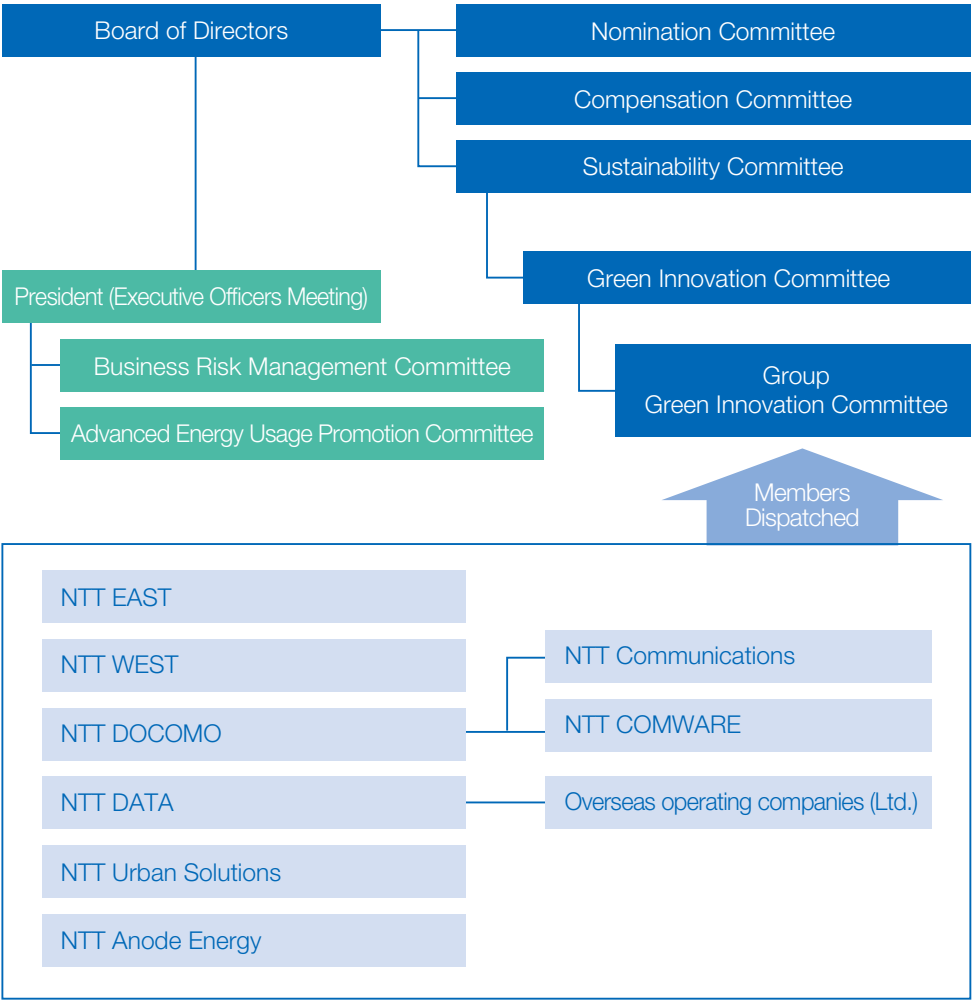 Board of Directors
Nomination Committee
Compensation Committee
Sustainability Committee
Green Innovation Committee
President (Executive Officers Meeting)
Business Risk Management Committee
Group
Green Innovation Committee
Advanced Energy Usage Promotion Committee
Members
Dispatched
NTT EAST
NTT WEST
NTT Communications
NTT DOCOMO
NTT COMWARE
NTT DATA
Overseas operating companies (Ltd.)
NTT Urban Solutions
NTT Anode Energy